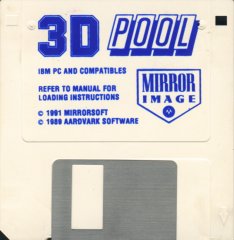 3D POOL
IBM PC AND COMPATIBLES
REFER TO MANUAL FOR
LOADING INSTRUCTIONS
© 1991 MIRRORSOFT
© 1989 AARDVARK SOFTWARE
MIRROR
IMAGE